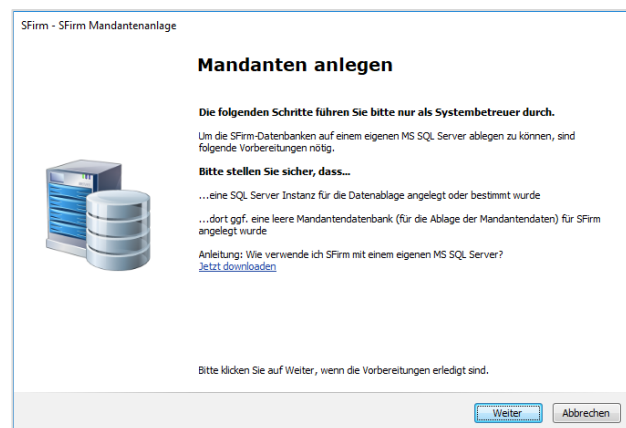 SFirm - SFirm Mandantenanlage
Mandanten anlegen
Die folgenden Schritte führen Sie bitte nur als Systembetreuer durch.
Um die SFirm-Datenbanken auf einem eigenen MS SQL Server ablegen zu können, sind
folgende Vorbereitungen nötig.
Bitte stellen Sie sicher, dass...
...eine SQL Server Instanz für die Datenablage angelegt oder bestimmt wurde
...dort ggf. eine leere Mandantendatenbank (für die Ablage der Mandantendaten) für SFirm
angelegt wurde
Anleitung: Wie verwende ich SFirm mit einem eigenen MS SQL Server?
Jetzt downloaden
Bitte klicken Sie auf Weiter, wenn die Vorbereitungen erledigt sind.
Weiter Abbrechen